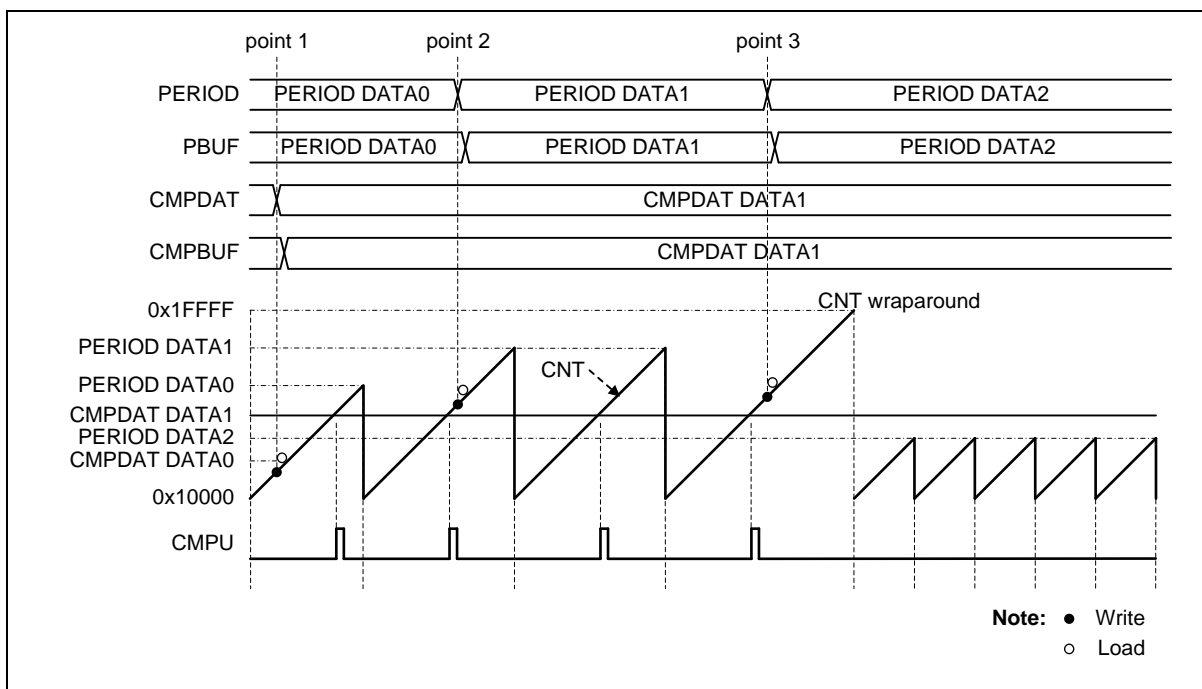 point 1 point 2 point 3
PERIOD PERIOD DATA0 PERIOD DATA1 PERIOD DATA2
PBUF PERIOD DATA0 PERIOD DATA1 PERIOD DATA2
CMPDAT CMPDAT DATA1
CMPBUF CMPDAT DATA1
0x1FFFF CNT wraparound
PERIOD DATA1
CNT
PERIOD DATA0
CMPDAT DATA1
PERIOD DATA2
CMPDAT DATA0
0x10000
CMPU
Note: Write
Load